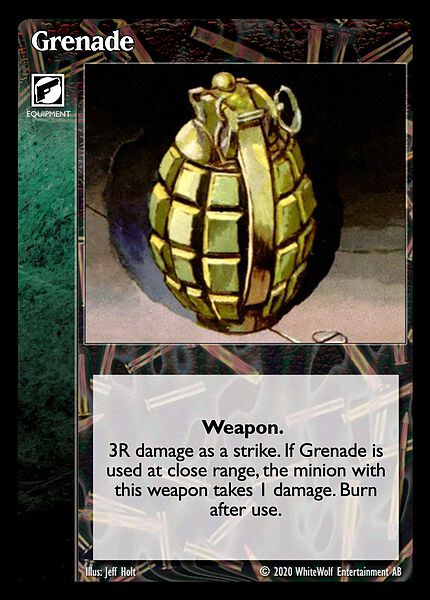 Grenade
EQUIPMENT
Weapon.
3R damage as a strike. If Grenade is
used at close range, the minion with
this weapon takes 1 damage. Burn
after use.
Illus: Jeff Holt
© 2020 WhiteWolf Entertainment AB